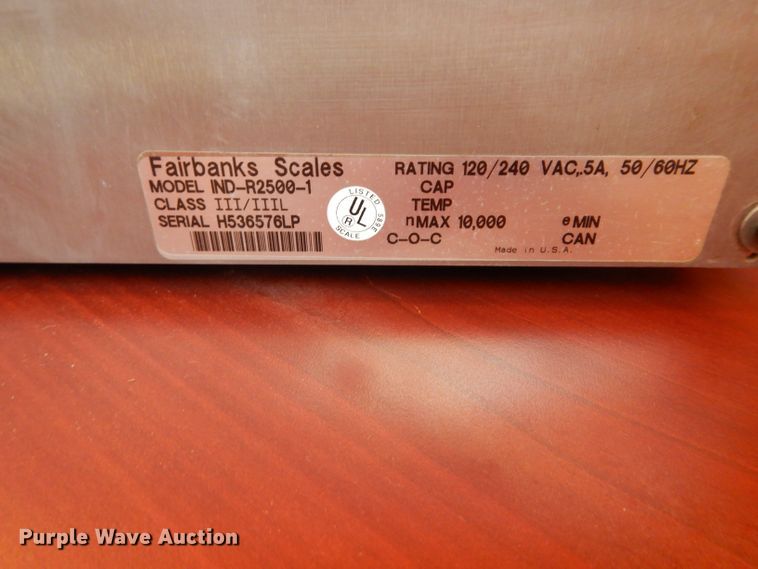 Fairbanks Scales
MODEL IND-R2500-1
CLASS III/IIIL
SERIAL H536576LP
LISTED 589E
UL
R
SCALE
RATING 120/240 VAC,.5A, 50/60HZ
CAP
TEMP
nMAX 10,000 eMIN
C-O-C CAN
Made in U.S.A.
Purple Wave Auction